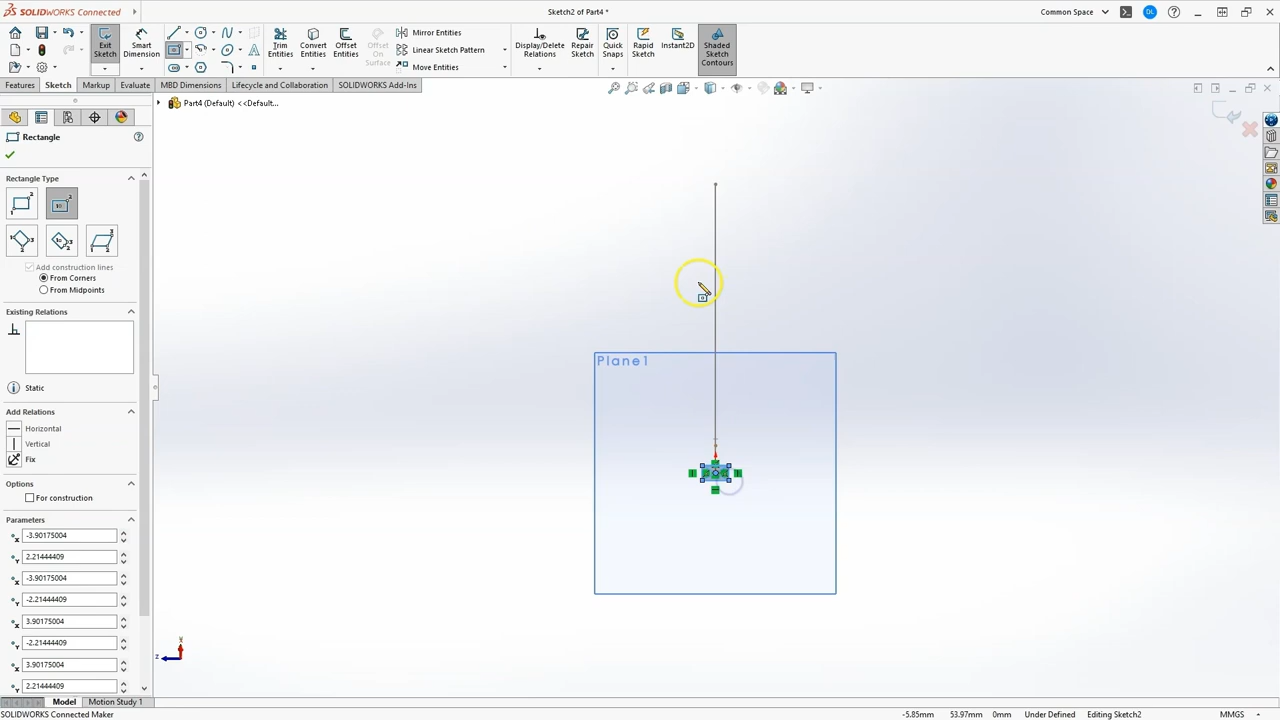 SOLIDWORKS Connected
Sketch2 of Part4 *
Common Space
DL
Exit Sketch
Smart Dimension
Trim Entities
Convert Entities
Offset Entities
Offset On Surface
Mirror Entities
Linear Sketch Pattern
Move Entities
Display/Delete Relations
Repair Sketch
Quick Snaps
Rapid Sketch
Instant2D
Shaded Sketch Contours
Features
Sketch
Markup
Evaluate
MBD Dimensions
Lifecycle and Collaboration
SOLIDWORKS Add-Ins
Part4 (Default) <<Default...
Rectangle
Rectangle Type
Add construction lines
From Corners
From Midpoints
Existing Relations
Static
Add Relations
Horizontal
Vertical
Fix
Options
For construction
Parameters
-3.90175004
2.21444409
-3.90175004
-2.21444409
3.90175004
-2.21444409
3.90175004
2.21444409
Plane1
Model
Motion Study 1
SOLIDWORKS Connected Maker
-5.85mm
53.97mm
0mm
Under Defined
Editing Sketch2
MMGS